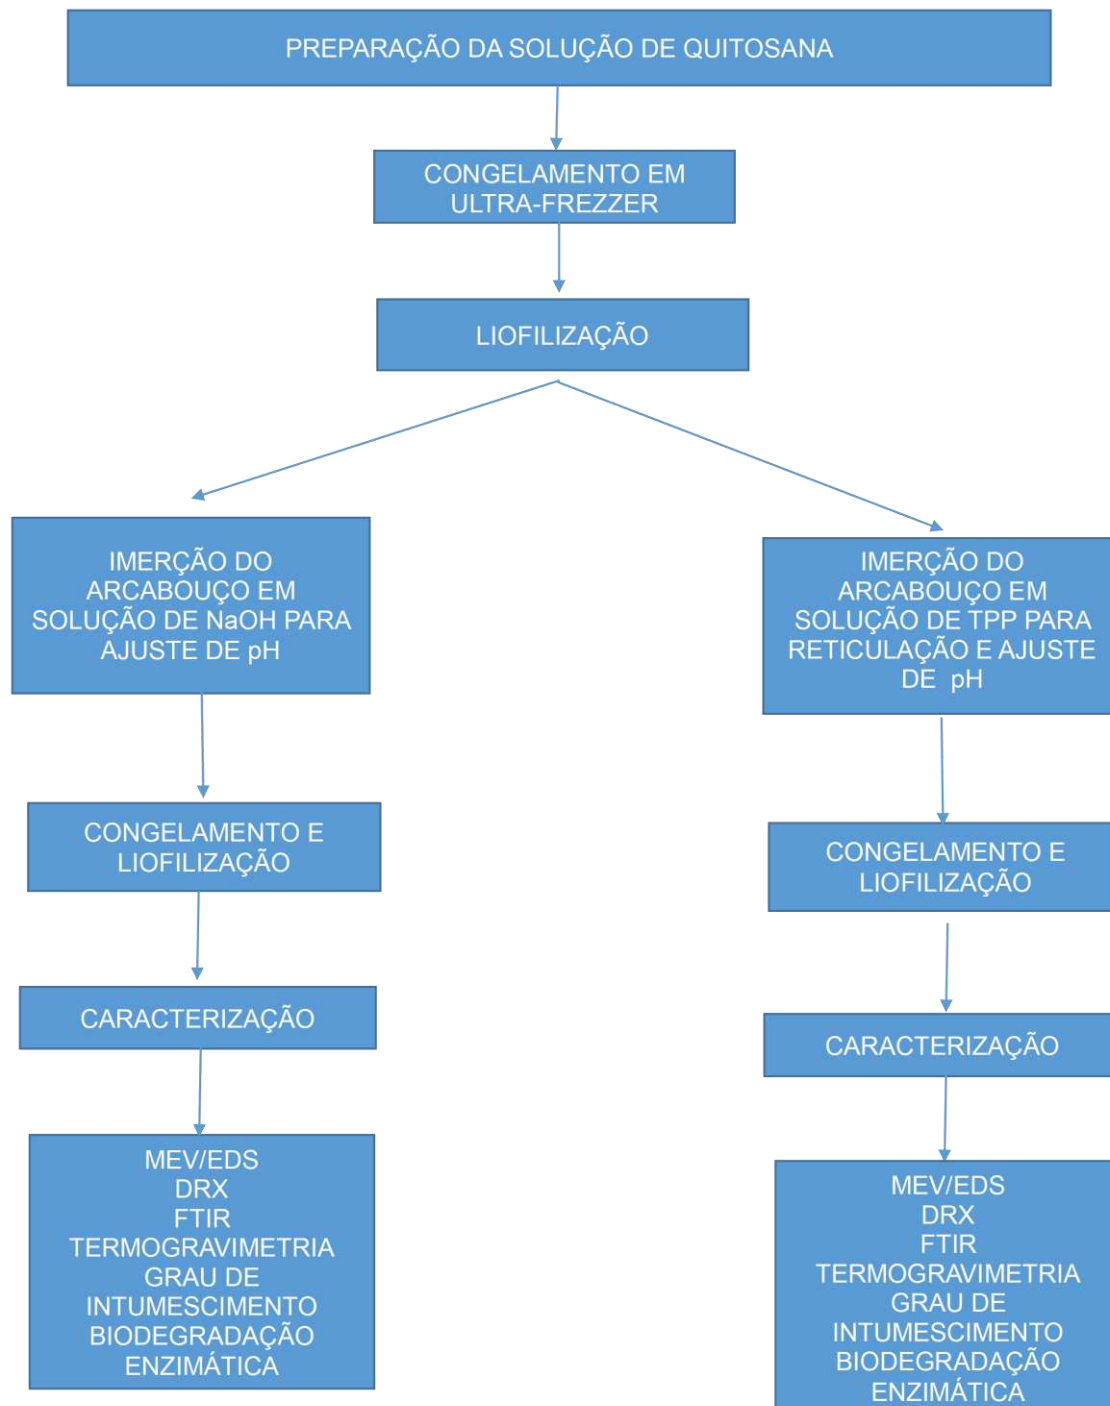 PREPARAÇÃO DA SOLUÇÃO DE QUITOSANA
CONGELAMENTO EM
ULTRA-FREZZER
LIOFILIZAÇÃO
IMERÇÃO DO
ARCABOUÇO EM
SOLUÇÃO DE NaOH PARA
AJUSTE DE pH
CONGELAMENTO E
LIOFILIZAÇÃO
CARACTERIZAÇÃO
MEV/EDS
DRX
FTIR
TERMOGRAVIMETRIA
GRAU DE
INTUMESCIMENTO
BIODEGRADAÇÃO
ENZIMÁTICA
IMERÇÃO DO
ARCABOUÇO EM
SOLUÇÃO DE TPP PARA
RETICULAÇÃO E AJUSTE
DE pH
CONGELAMENTO E
LIOFILIZAÇÃO
CARACTERIZAÇÃO
MEV/EDS
DRX
FTIR
TERMOGRAVIMETRIA
GRAU DE
INTUMESCIMENTO
BIODEGRADAÇÃO
ENZIMÁTICA